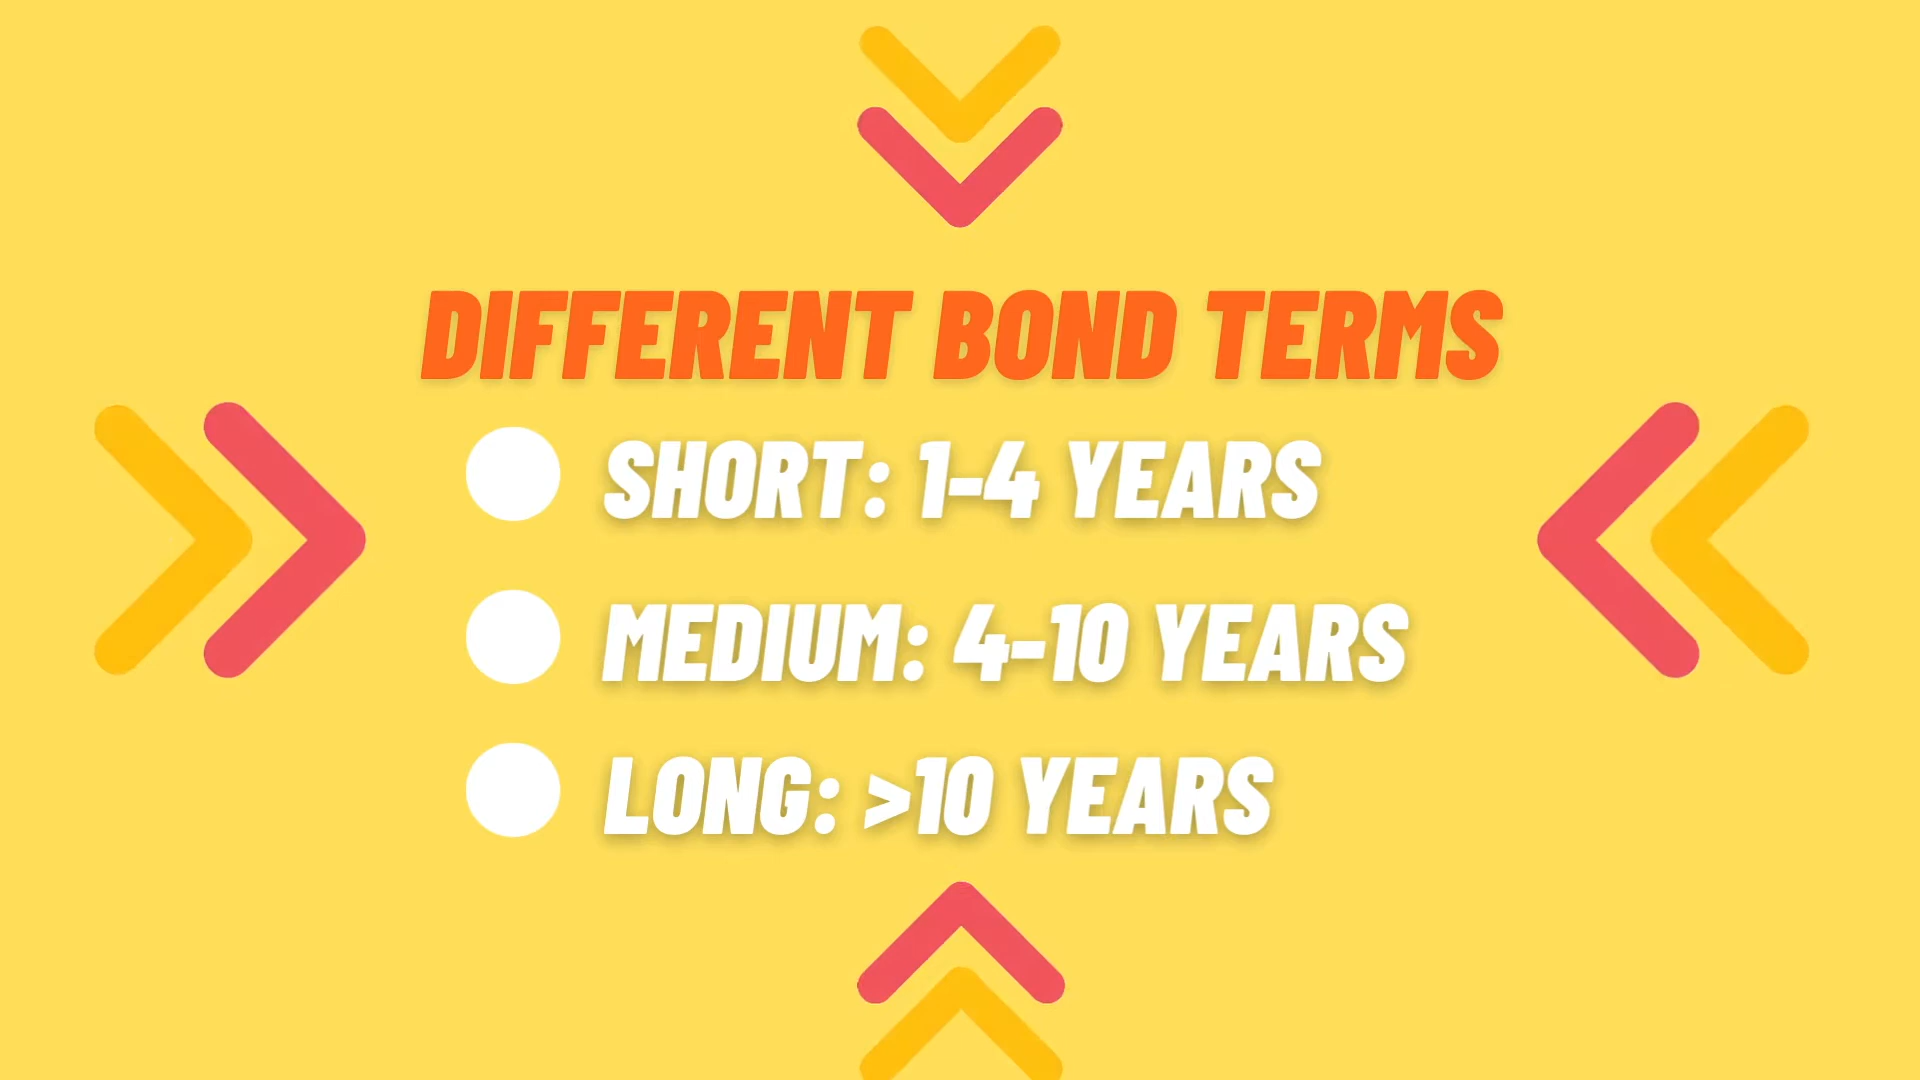 DIFFERENT BOND TERMS
SHORT: 1-4 YEARS
MEDIUM: 4-10 YEARS
LONG: >10 YEARS